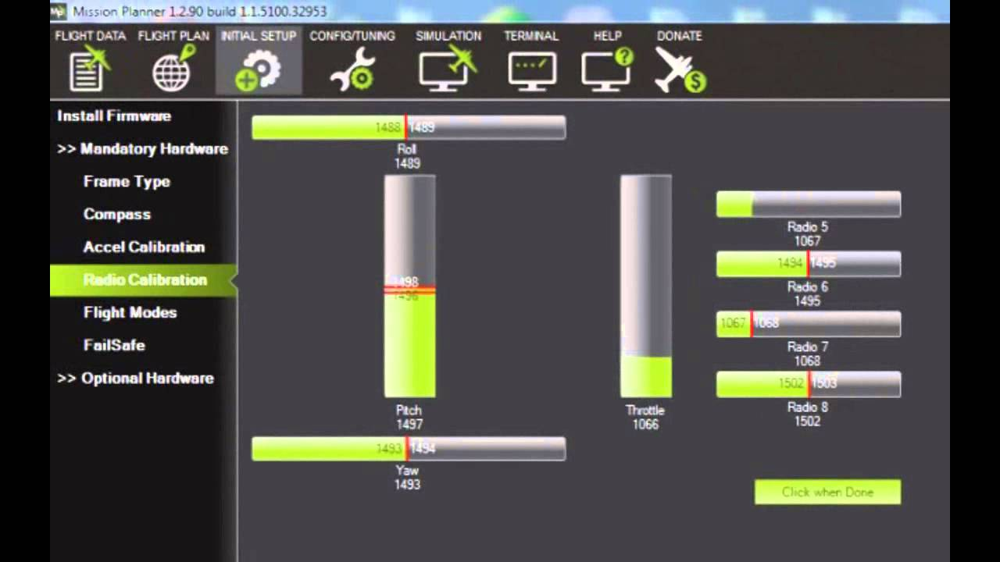 Mission Planner 1.2.90 build 1.1.5100.32953
FLIGHT DATA FLIGHT PLAN INITIAL SETUP CONFIG/TUNING SIMULATION TERMINAL HELP DONATE
Install Firmware
>> Mandatory Hardware
Frame Type
Compass
Accel Calibration
Radio Calibration
Flight Modes
FailSafe
>> Optional Hardware
1488 1489
Roll
1489
1498
1496
Pitch
1497
Throttle
1066
Radio 5
1067
1494 1495
Radio 6
1495
1067 1068
Radio 7
1068
1502 1503
Radio 8
1502
1493 1494
Yaw
1493
Click when Done